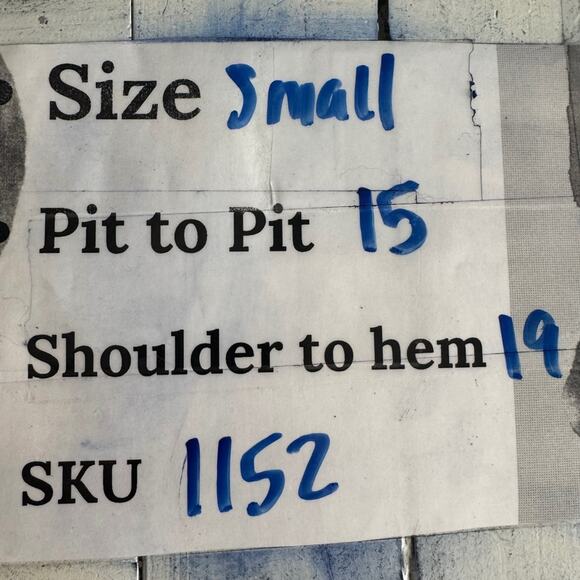 Size Small
Pit to Pit 15
Shoulder to hem 19
SKU 1152